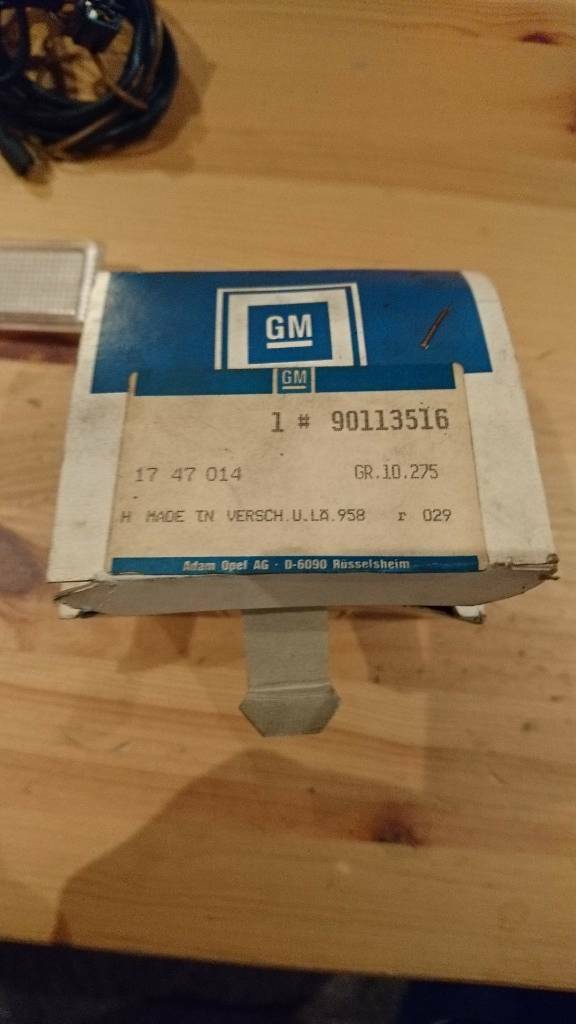 GM
GM
1 # 90113516
17 47 014 GR.10.275
H MADE IN VERSCH.U.LÄ.958 r 029
Adam Opel AG · D-6090 Rüsselsheim